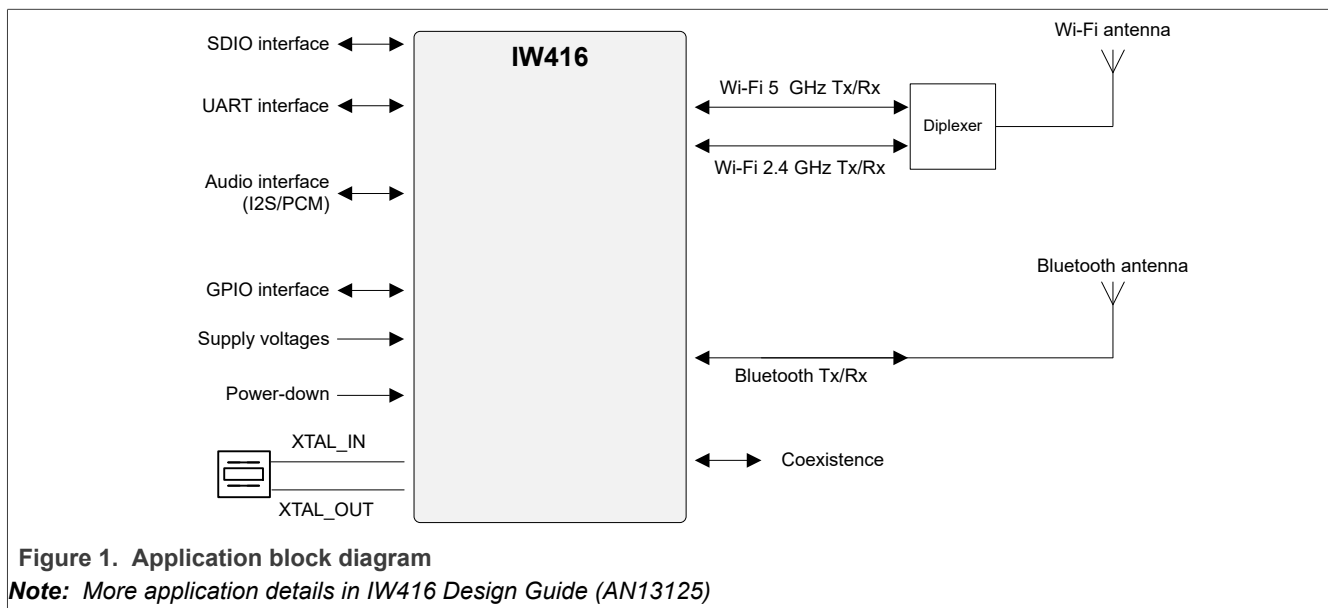 SDIO interface
UART interface
Audio interface
(I2S/PCM)
GPIO interface
Supply voltages
Power-down
XTAL_IN
XTAL_OUT
IW416
Wi-Fi 5 GHz Tx/Rx
Wi-Fi 2.4 GHz Tx/Rx
Diplexer
Wi-Fi antenna
Bluetooth antenna
Bluetooth Tx/Rx
Coexistence
Figure 1. Application block diagram
Note: More application details in IW416 Design Guide (AN13125)